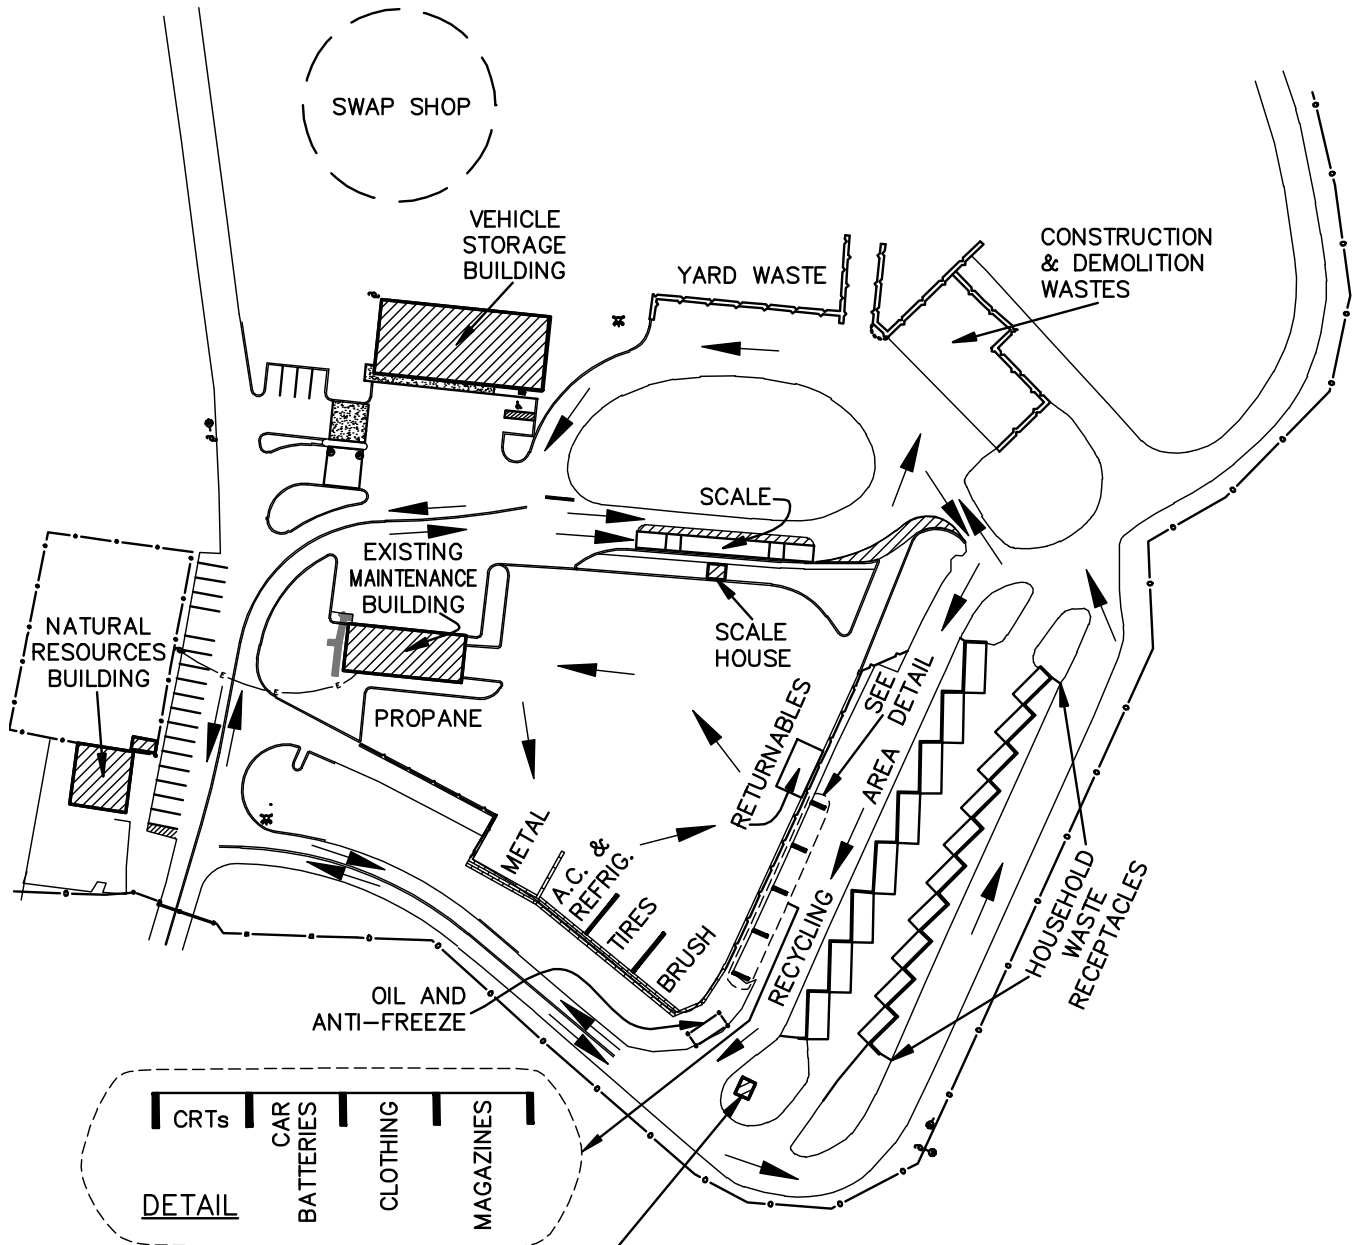 SWAP SHOP
VEHICLE
STORAGE
BUILDING
YARD WASTE
CONSTRUCTION
& DEMOLITION
WASTES
SCALE
EXISTING
MAINTENANCE
BUILDING
SCALE
HOUSE
NATURAL
RESOURCES
BUILDING
E
E
E
PROPANE
SEE
DETAIL
RETURNABLES
RECYCLING AREA
METAL
A.C. &
REFRIG.
TIRES
BRUSH
HOUSEHOLD
WASTE
RECEPTACLES
OIL AND
ANTI-FREEZE
CRTs
CAR
BATTERIES
CLOTHING
MAGAZINES
DETAIL